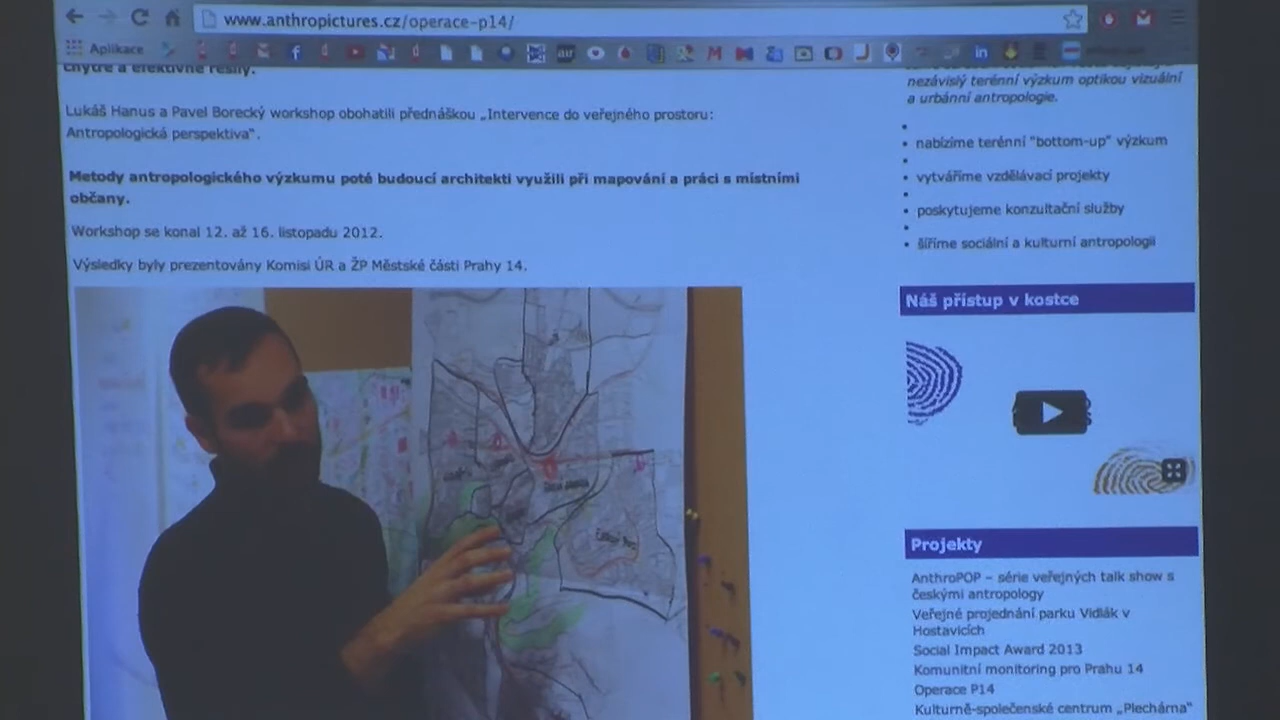 www.anthropictures.cz/operace-p14/
Aplikace
chytře a efektivně řešily.
Lukáš Hanus a Pavel Borecký workshop obohatili přednáškou „Intervence do veřejného prostoru:
Antropologická perspektiva“.
Metody antropologického výzkumu poté budoucí architekti využili při mapování a práci s místními
občany.
Workshop se konal 12. až 16. listopadu 2012.
Výsledky byly prezentovány Komisi ÚR a ŽP Městské části Prahy 14.
nezávislý terénní výzkum optikou vizuální
a urbánní antropologie.
nabízíme terénní "bottom-up" výzkum
vytváříme vzdělávací projekty
poskytujeme konzultační služby
šíříme sociální a kulturní antropologii
Náš přístup v kostce
Projekty
AnthroPOP – série veřejných talk show s
českými antropology
Veřejné projednání parku Vidlák v
Hostavicích
Social Impact Award 2013
Komunitní monitoring pro Prahu 14
Operace P14
Kulturně-společenské centrum „Plechárna“